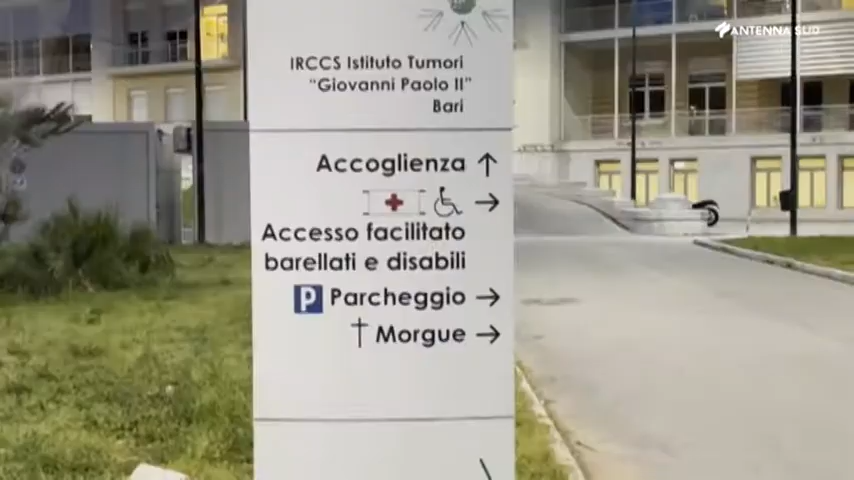 ANTENNA SUD
IRCCS Istituto Tumori
"Giovanni Paolo II"
Bari
Accoglienza ↑
→
Accesso facilitato
barellati e disabili
P Parcheggio →
Morgue →